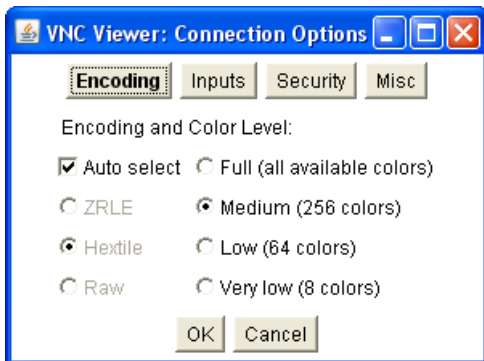 VNC Viewer: Connection Options
Encoding Inputs Security Misc
Encoding and Color Level:
Auto select Full (all available colors)
ZRLE Medium (256 colors)
Hextile Low (64 colors)
Raw Very low (8 colors)
OK Cancel